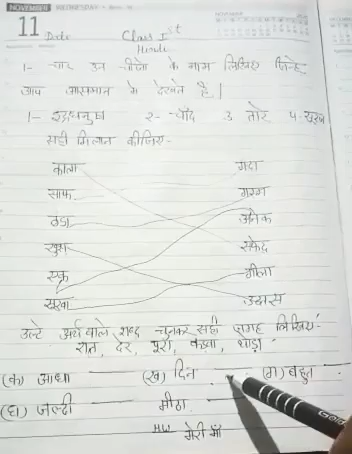 NOVEMBER WEDNESDAY
11 Date Class Ist
Hindi
1- चार उन चीजो के नाम लिखिए जिन्हे
आप आसमान मे देखते है।
1- इन्द्रधनुष 2- चाँद 3 तारे 4- सूरज
सही मिलान कीजिए-
काला गंदा
साफ गरम
ठंडा अनेक
खुश सफेद
एक गीला
सूखा उदास
उल्टे अर्थ वाले शब्द चुनकर सही जगह लिखिए-
रात, देर, पूरा, कड़वा, थोड़ा
(क) आधा (ख) दिन (ग) बहुत
(घ) जल्दी मीठा
HW मेरी माँ